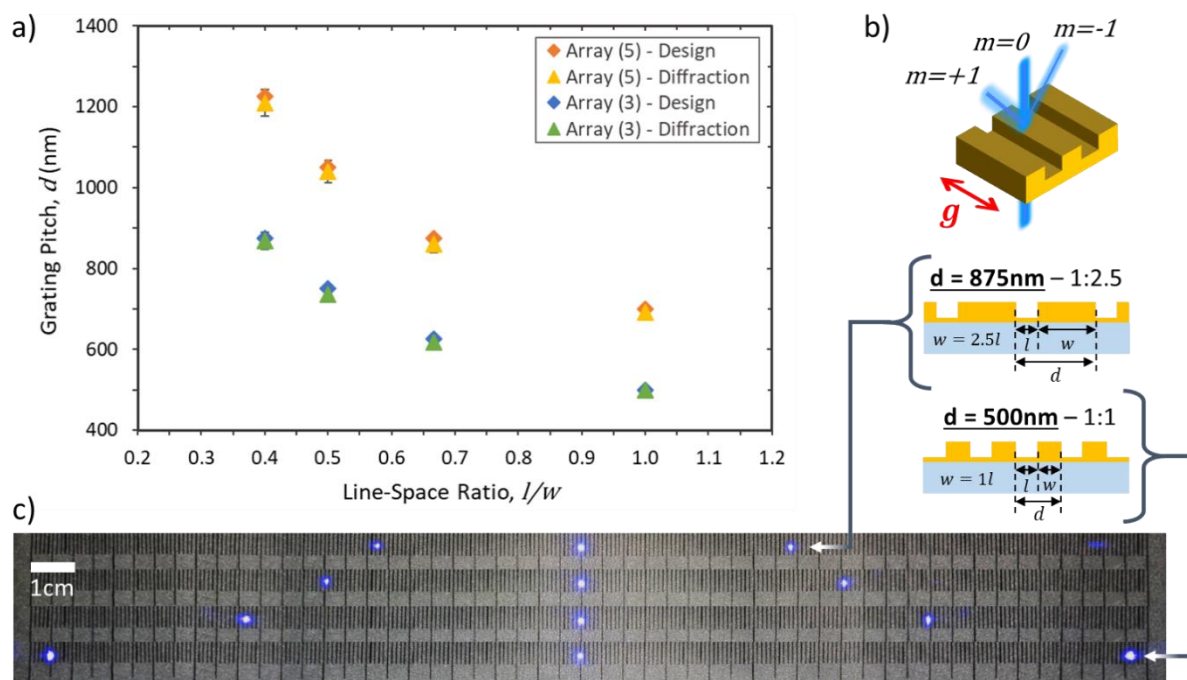 a)
1400
1200
1000
800
600
400
Grating Pitch, d (nm)
0.2 0.3 0.4 0.5 0.6 0.7 0.8 0.9 1.0 1.1 1.2
Line-Space Ratio, l/w
Array (5) - Design
Array (5) - Diffraction
Array (3) - Design
Array (3) - Diffraction
b)
m=+1 m=0 m=-1
g
d = 875nm – 1:2.5
w = 2.5l
l w
d
d = 500nm – 1:1
w = 1l
l w
d
c)
1cm